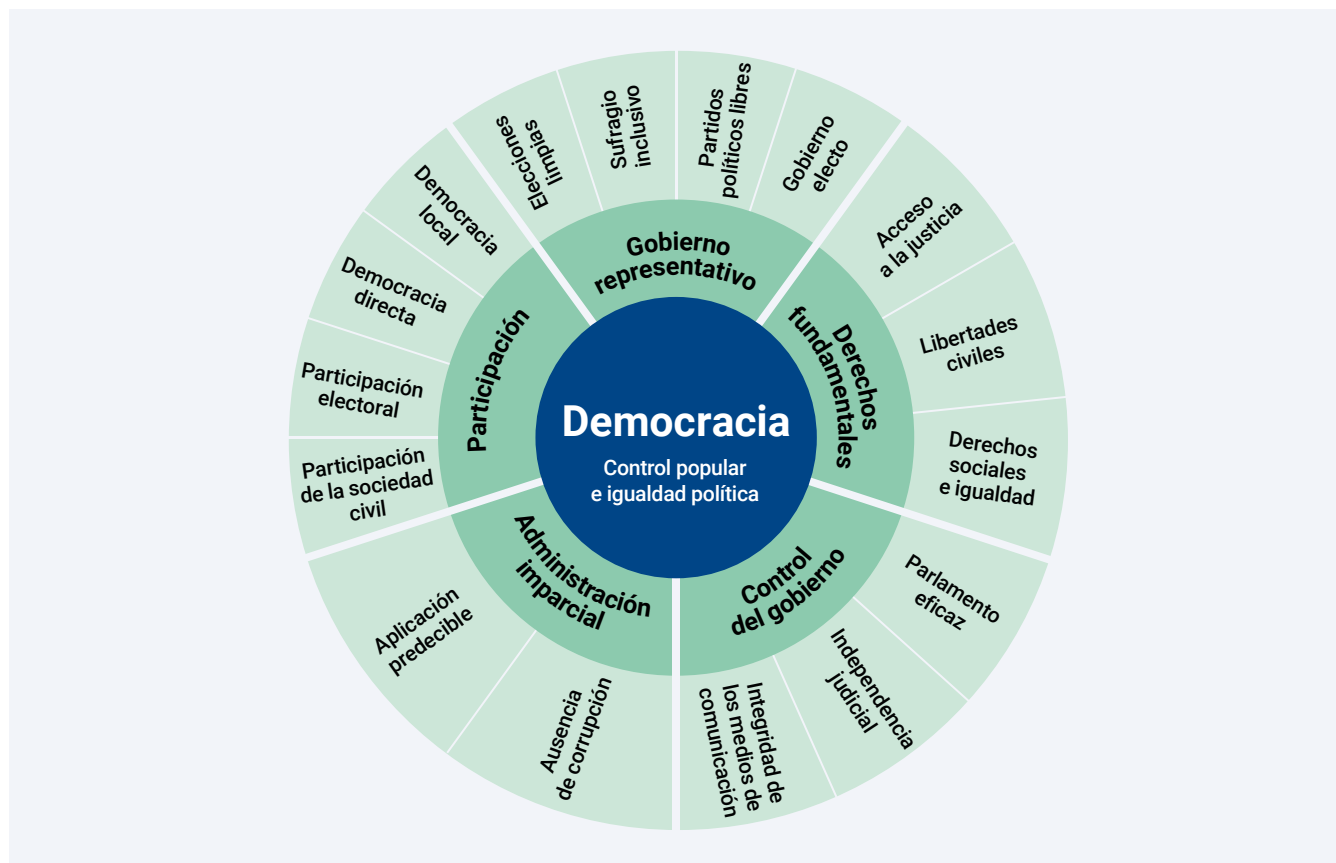 Democracia
Control popular
e igualdad política
Gobierno
representativo
Elecciones
limpias
Sufragio
inclusivo
Partidos
políticos libres
Gobierno
electo
Derechos
fundamentales
Acceso
a la justicia
Libertades
civiles
Derechos
sociales
e igualdad
Control
del gobierno
Parlamento
eficaz
Independencia
judicial
Integridad de
los medios de
comunicación
Administración
imparcial
Ausencia
de corrupción
Aplicación
predecible
Participación
Participación
de la sociedad
civil
Participación
electoral
Democracia
directa
Democracia
local